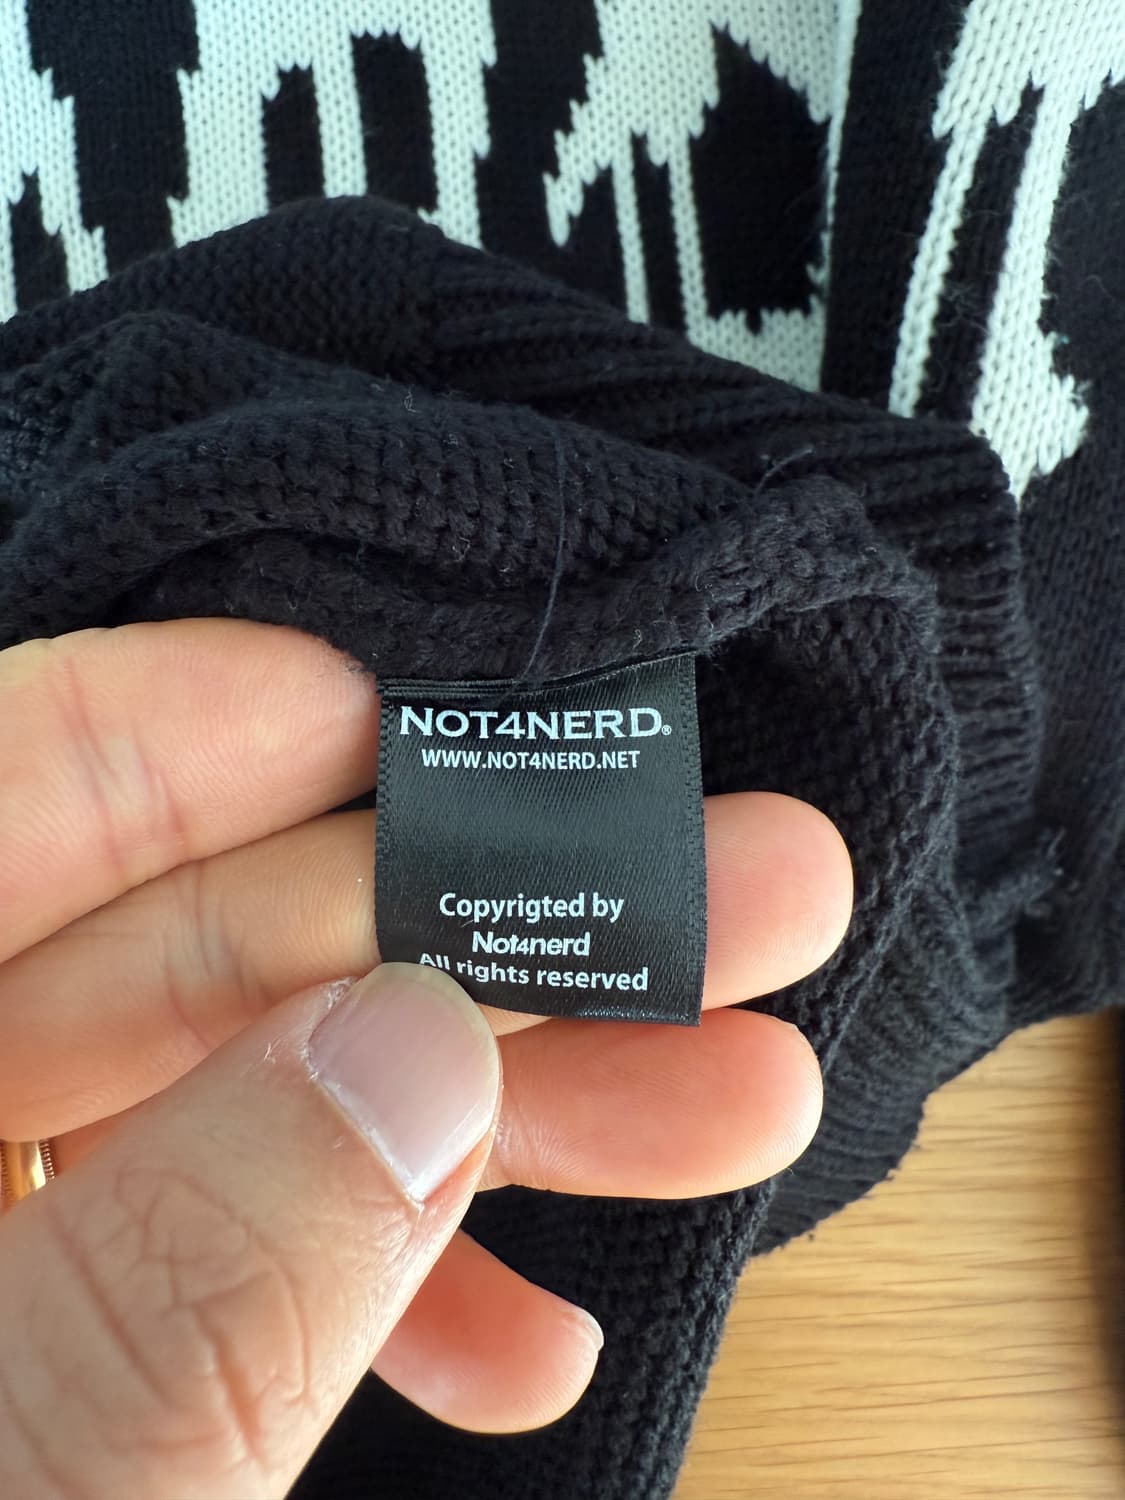 NOT4NERD®
WWW.NOT4NERD.NET
Copyrigted by
Not4nerd
All rights reserved